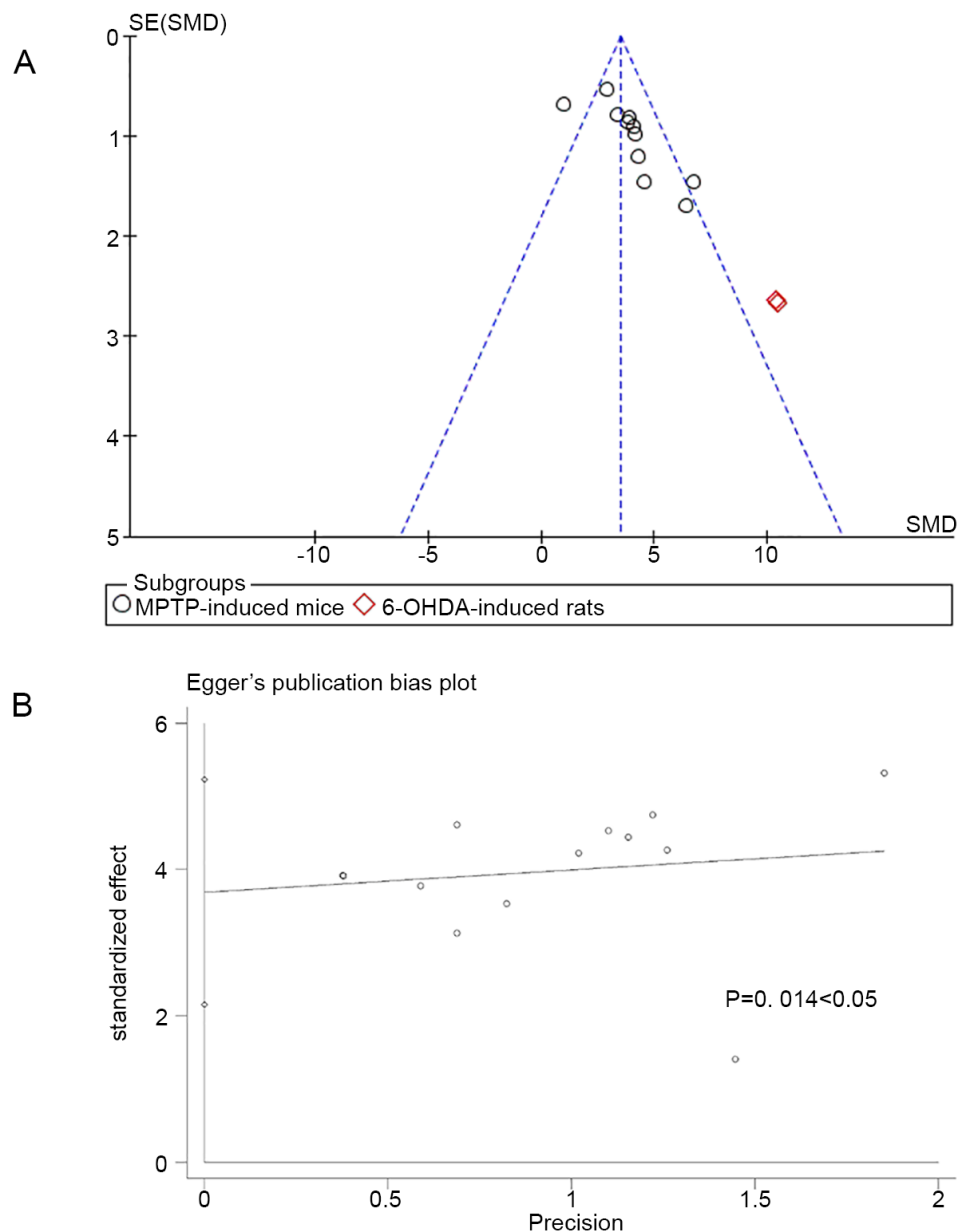 A
SE(SMD)
0
1
2
3
4
5
SMD
-10
-5
0
5
10
Subgroups
MPTP-induced mice
6-OHDA-induced rats
B
Egger's publication bias plot
6
4
2
0
standardized effect
P=0. 014<0.05
0
0.5
1
1.5
2
Precision